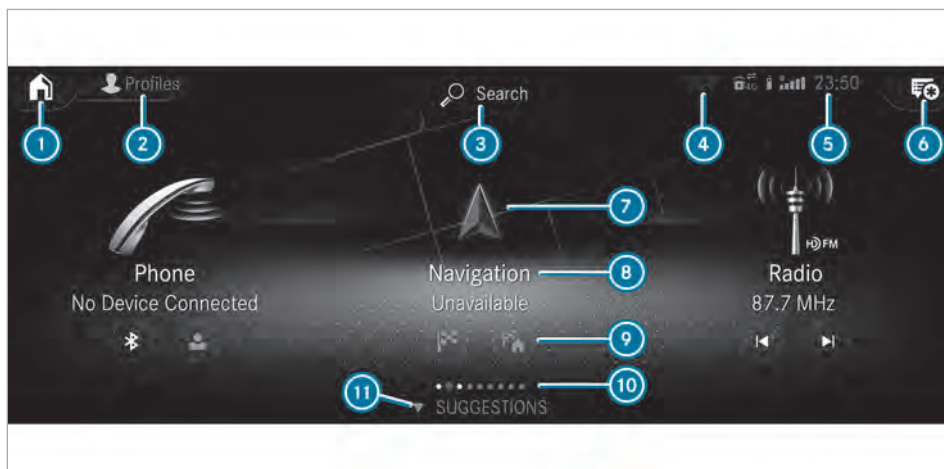 Profiles
Search
4G 23:50
1
2
3
4
5
6
7
HD FM
Phone
Navigation
8
Radio
No Device Connected
Unavailable
87.7 MHz
9
10
11
SUGGESTIONS